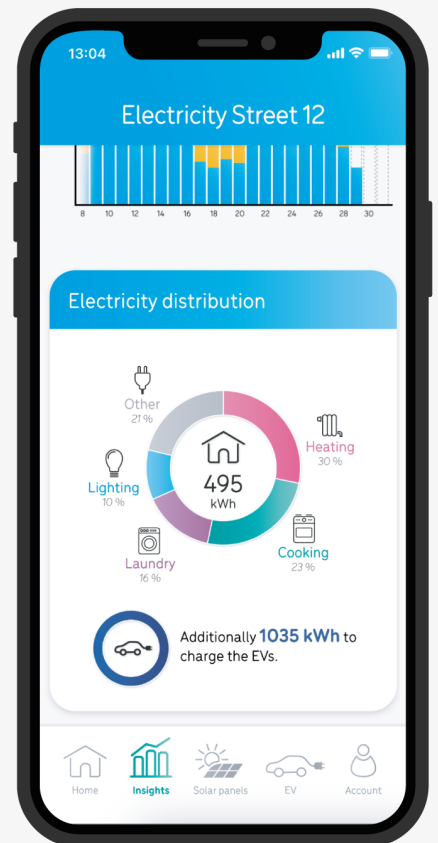 13:04
Electricity Street 12
8 10 12 14 16 18 20 22 24 26 28 30
Electricity distribution
Other
21 %
Heating
30 %
Lighting
10 %
495
kWh
Laundry
16 %
Cooking
23 %
Additionally 1035 kWh to
charge the EVs.
Home Insights Solar panels EV Account